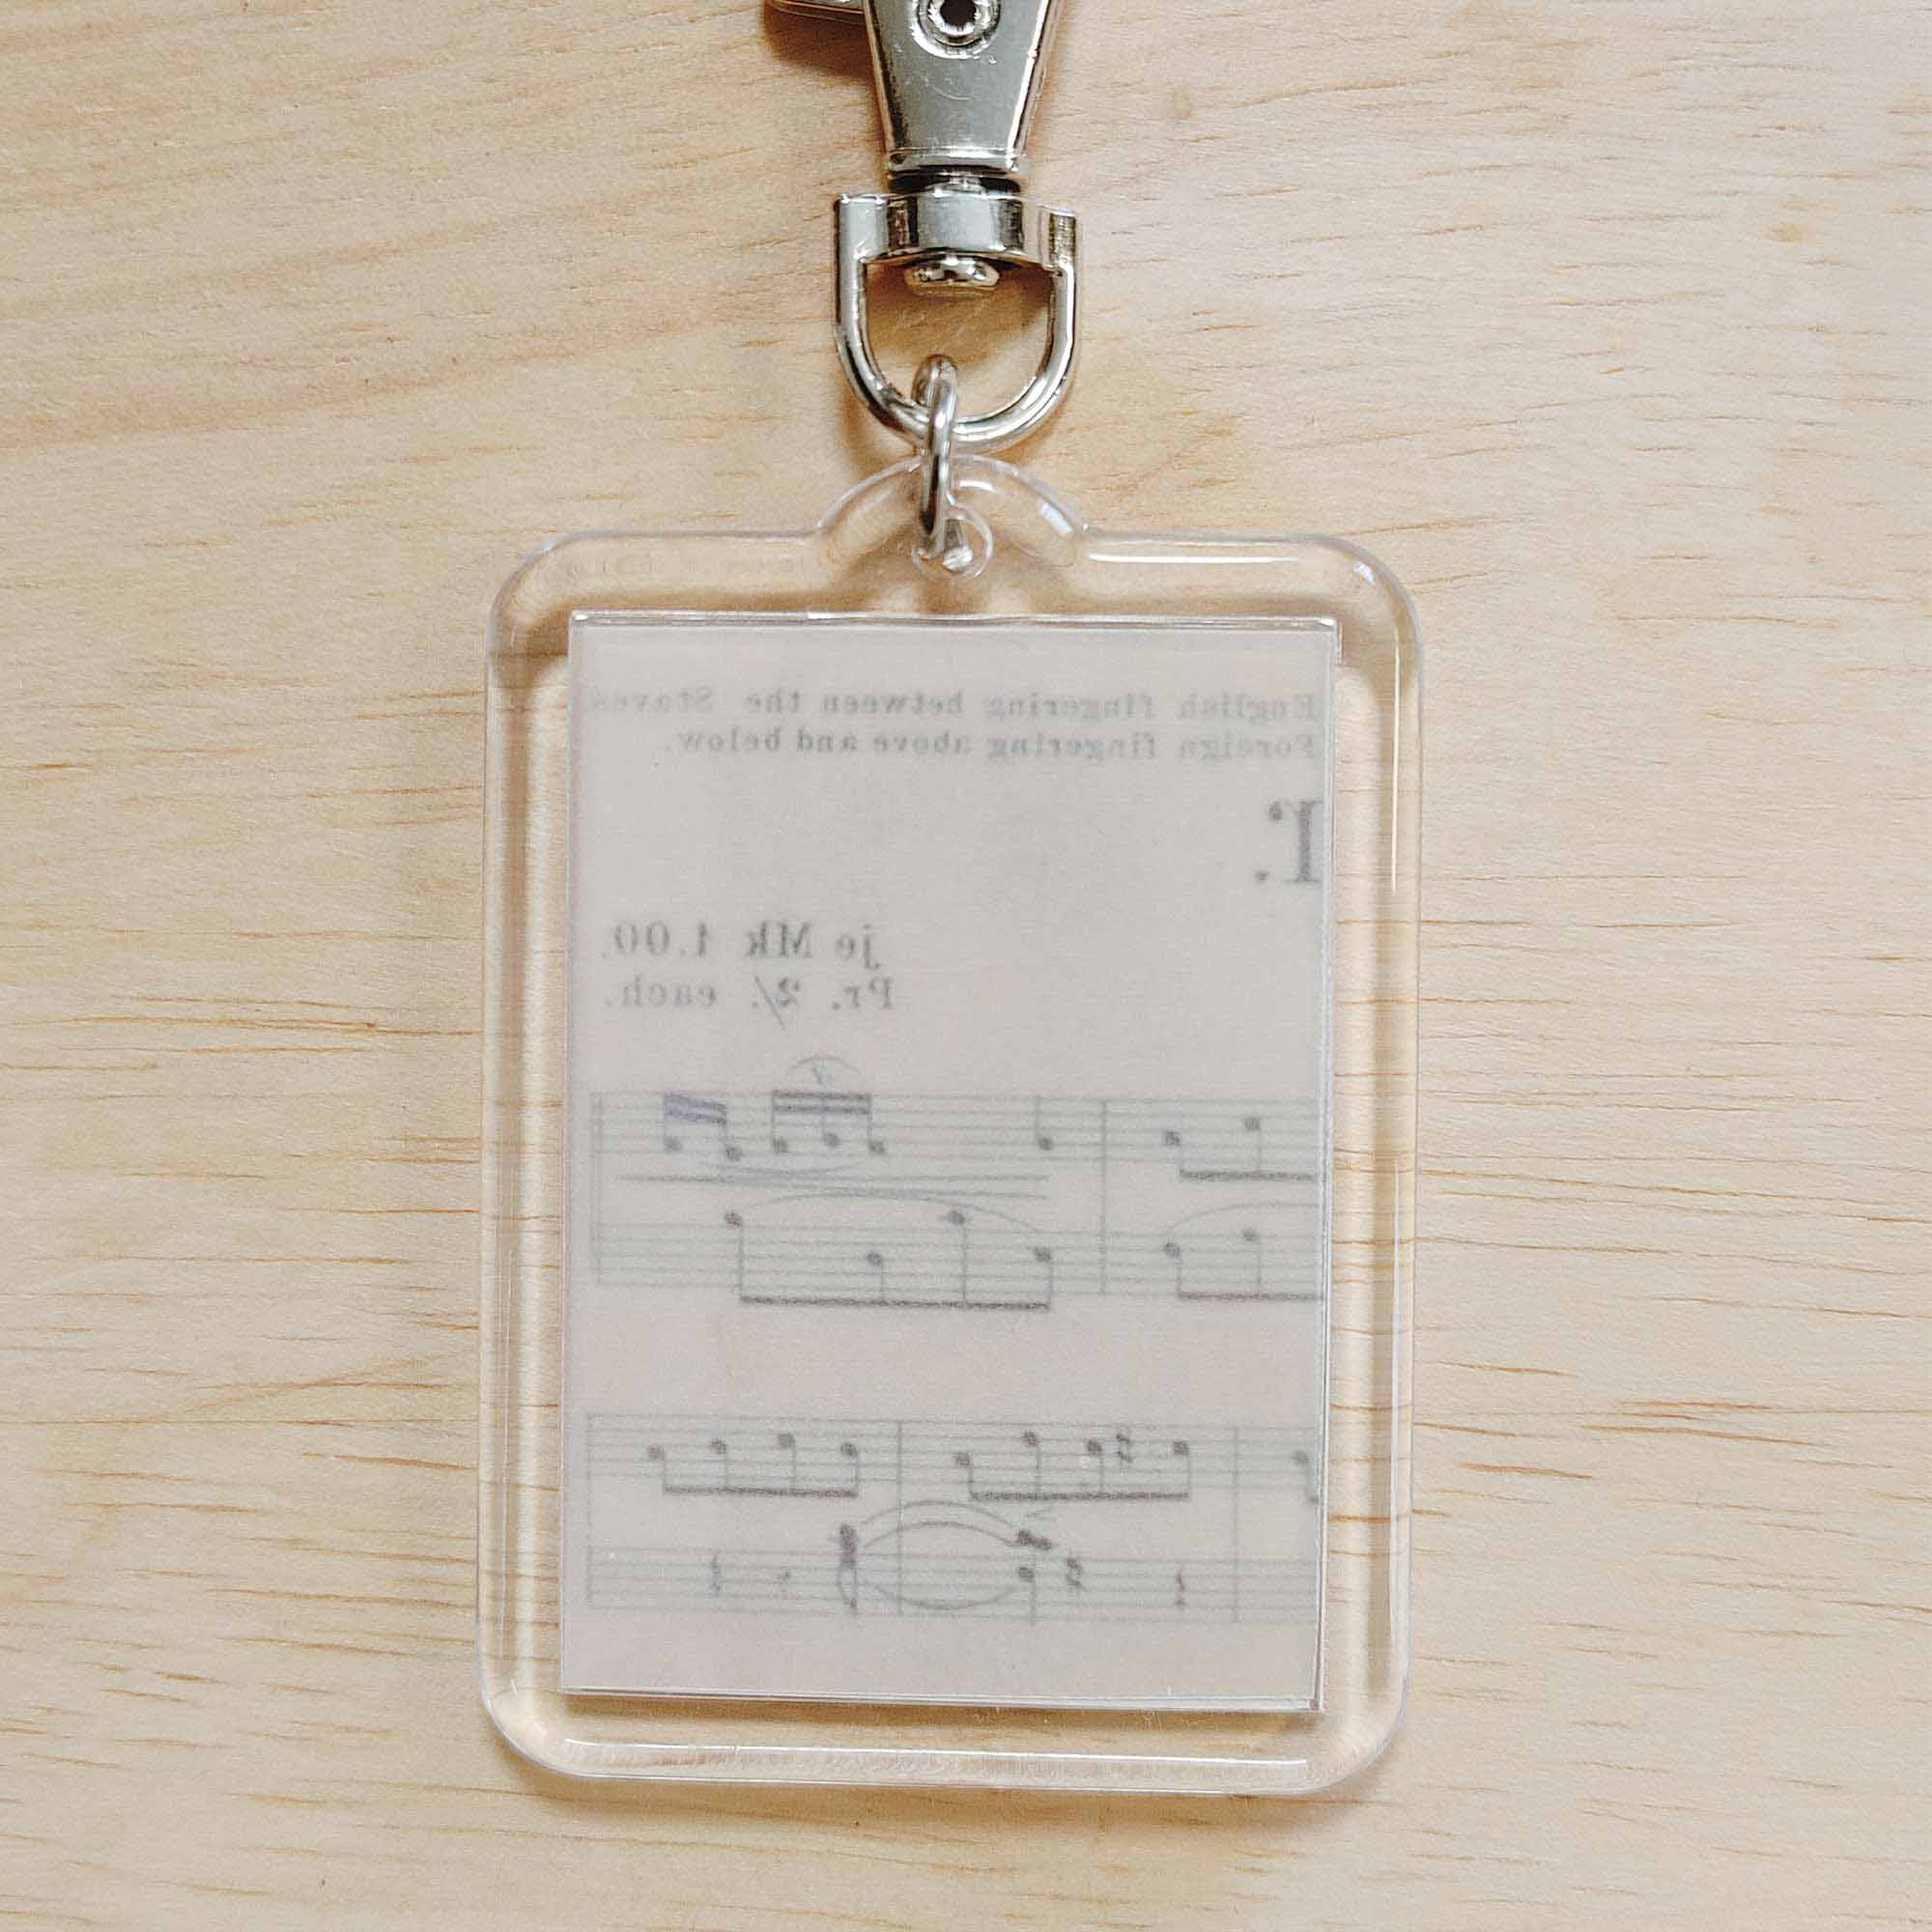 English fingering between the Staves.
Foreign fingering above and below.
r.
je Mk 1.00.
Pr. 2/. each.